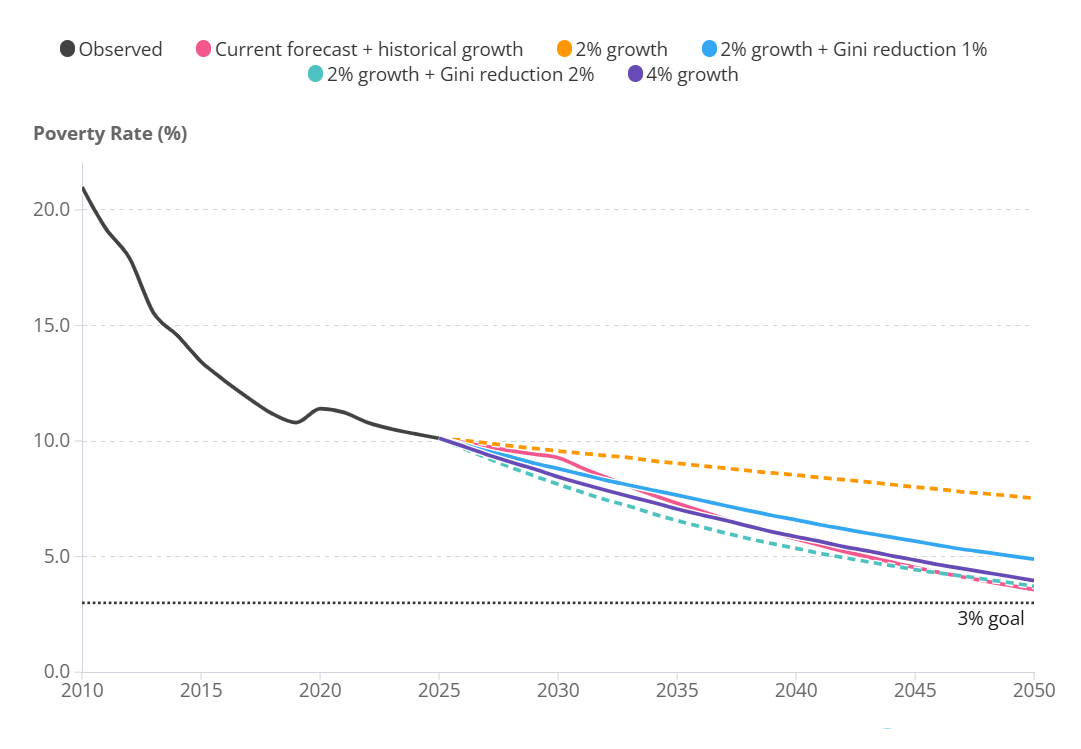 Observed Current forecast + historical growth 2% growth 2% growth + Gini reduction 1%
2% growth + Gini reduction 2% 4% growth
Poverty Rate (%)
20.0
15.0
10.0
5.0
3% goal
0.0
2010 2015 2020 2025 2030 2035 2040 2045 2050